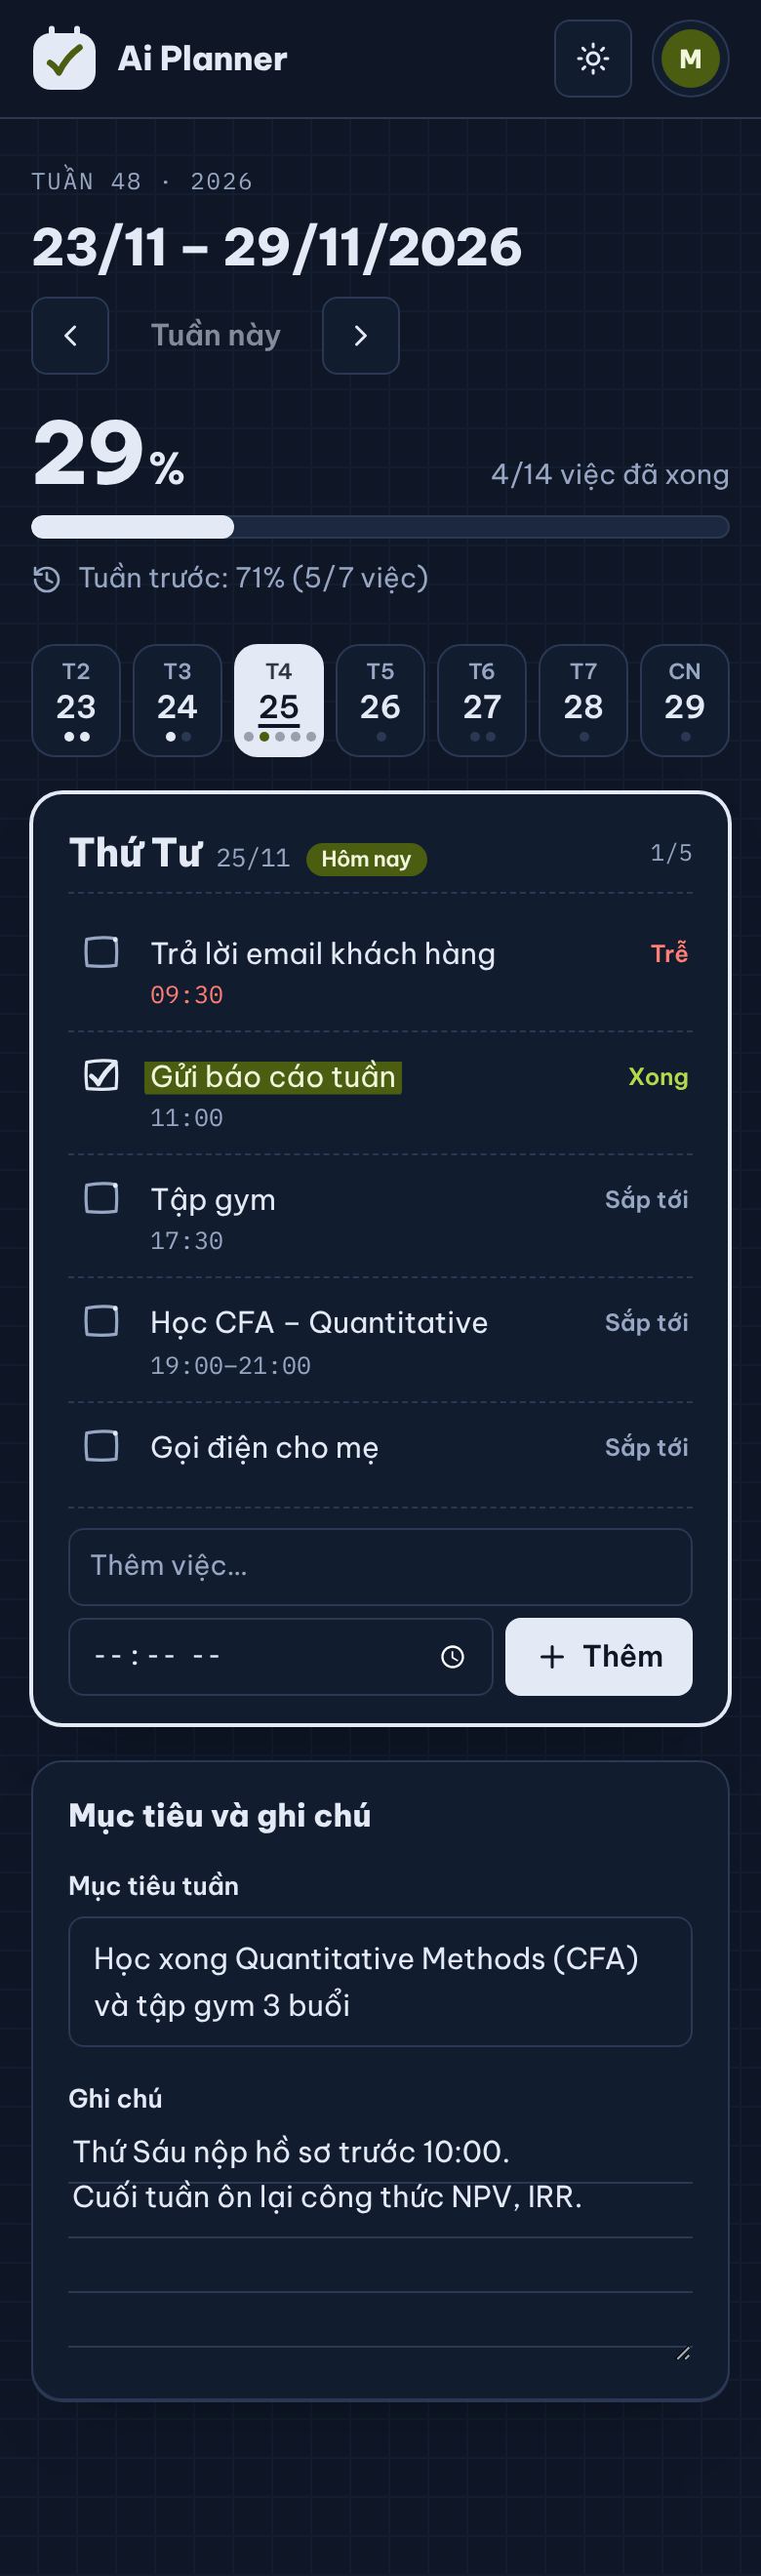 Ai Planner
M
TUẦN 48 · 2026
23/11 – 29/11/2026
Tuần này
29%
4/14 việc đã xong
Tuần trước: 71% (5/7 việc)
T2 T3 T4 T5 T6 T7 CN
23 24 25 26 27 28 29
Thứ Tư 25/11 Hôm nay 1/5
Trả lời email khách hàng Trễ
09:30
Gửi báo cáo tuần Xong
11:00
Tập gym Sắp tới
17:30
Học CFA – Quantitative Sắp tới
19:00–21:00
Gọi điện cho mẹ Sắp tới
Thêm việc...
--:-- -- + Thêm
Mục tiêu và ghi chú
Mục tiêu tuần
Học xong Quantitative Methods (CFA)
và tập gym 3 buổi
Ghi chú
Thứ Sáu nộp hồ sơ trước 10:00.
Cuối tuần ôn lại công thức NPV, IRR.